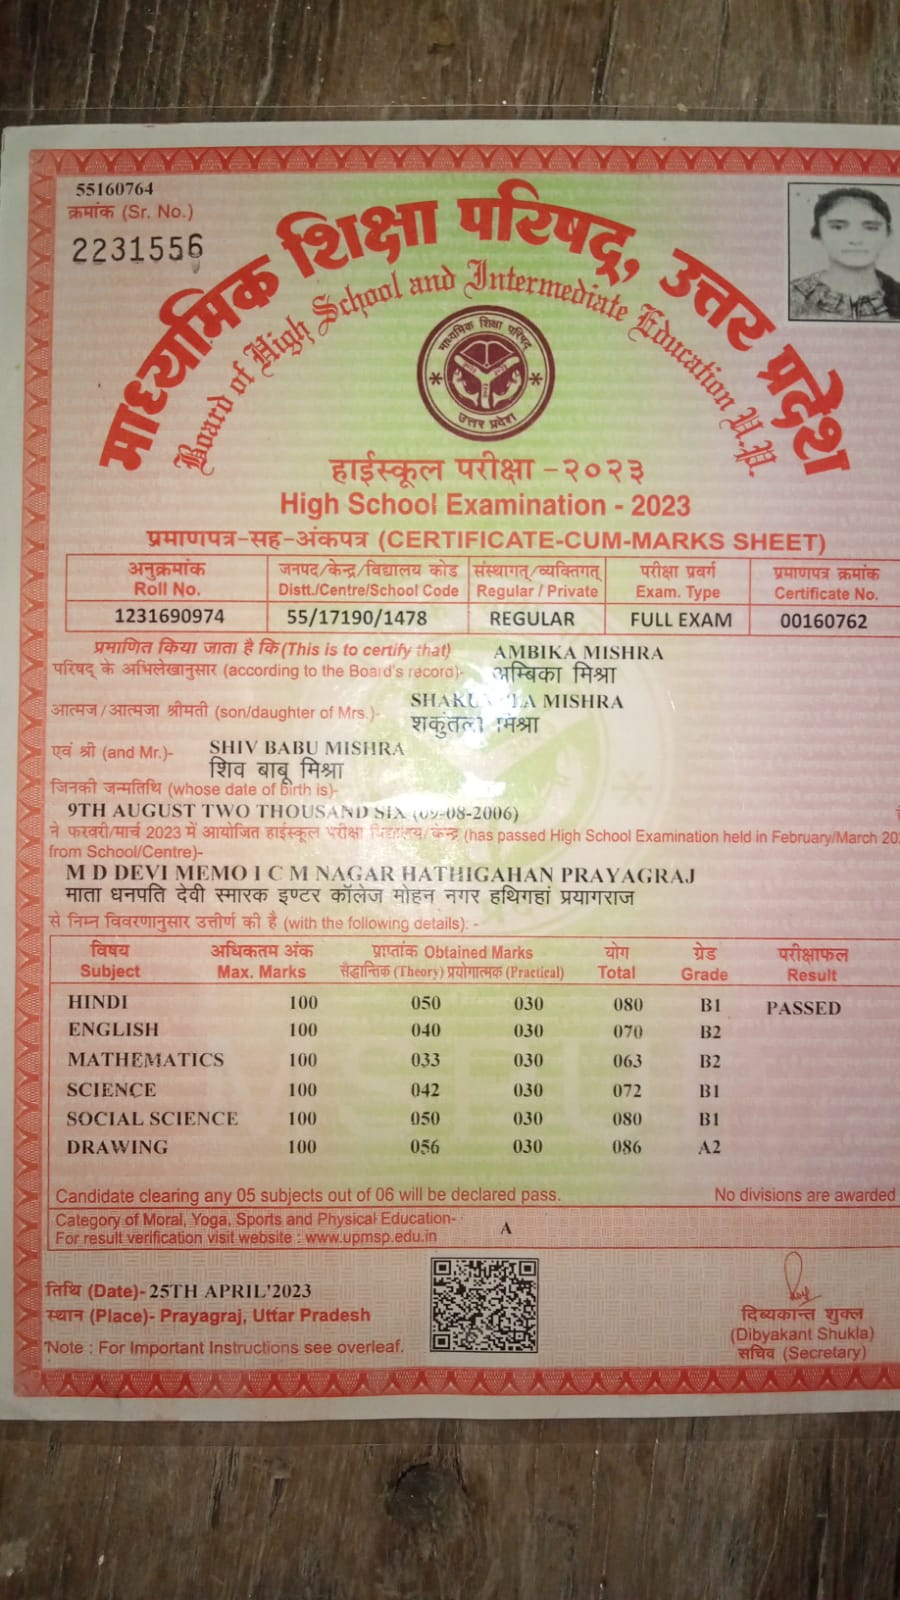 55160764
क्रमांक (Sr. No.)
2231556
माध्यमिक शिक्षा परिषद्, उत्तर प्रदेश
Board of High School and Intermediate Education U.P.
माध्यमिक शिक्षा परिषद्
उत्तर प्रदेश
हाईस्कूल परीक्षा -२०२३
High School Examination - 2023
प्रमाणपत्र-सह-अंकपत्र (CERTIFICATE-CUM-MARKS SHEET)
अनुक्रमांक जनपद/केन्द्र/विद्यालय कोड संस्थागत्/व्यक्तिगत् परीक्षा प्रवर्ग प्रमाणपत्र क्रमांक
Roll No. Distt./Centre/School Code Regular / Private Exam. Type Certificate No.
1231690974 55/17190/1478 REGULAR FULL EXAM 00160762
प्रमाणित किया जाता है कि (This is to certify that) AMBIKA MISHRA
परिषद् के अभिलेखानुसार (according to the Board's record)- अम्बिका मिश्रा
SHAKU LA MISHRA
आत्मज/आत्मजा श्रीमती (son/daughter of Mrs.)- शकुंतला मिश्रा
SHIV BABU MISHRA
एवं श्री (and Mr.)- शिव बाबू मिश्रा
जिनकी जन्मतिथि (whose date of birth is)-
9TH AUGUST TWO THOUSAND SIX (09-08-2006)
ने फरवरी/मार्च 2023 में आयोजित हाईस्कूल परीक्षा विद्यालय/केन्द्र (has passed High School Examination held in February/March 20
from School/Centre)-
M D DEVI MEMO I C M NAGAR HATHIGAHAN PRAYAGRAJ
माता धनपति देवी स्मारक इण्टर कॉलेज मोहन नगर हथिगहां प्रयागराज
से निम्न विवरणानुसार उत्तीर्ण की है (with the following details): -
विषय अधिकतम अंक प्राप्तांक Obtained Marks योग ग्रेड परीक्षाफल
Subject Max. Marks सैद्धान्तिक (Theory) प्रयोगात्मक (Practical) Total Grade Result
HINDI 100 050 030 080 B1 PASSED
ENGLISH 100 040 030 070 B2
MATHEMATICS 100 033 030 063 B2
SCIENCE 100 042 030 072 B1
SOCIAL SCIENCE 100 050 030 080 B1
DRAWING 100 056 030 086 A2
Candidate clearing any 05 subjects out of 06 will be declared pass. No divisions are awarded
Category of Moral, Yoga, Sports and Physical Education- A
For result verification visit website : www.upmsp.edu.in
तिथि (Date)- 25TH APRIL'2023
स्थान (Place)- Prayagraj, Uttar Pradesh
Note : For Important Instructions see overleaf.
दिब्यकान्त शुक्ल
(Dibyakant Shukla)
सचिव (Secretary)